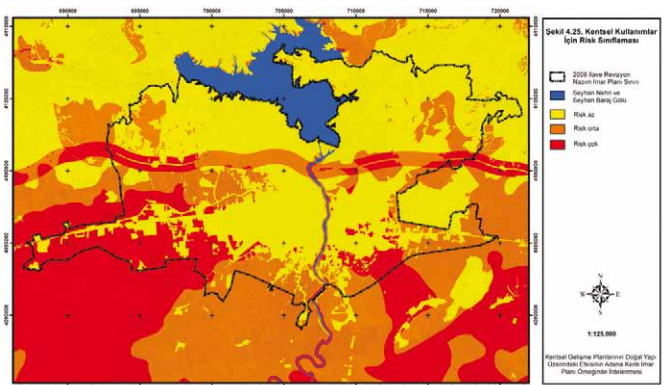 Şekil 4.25. Kentsel Kullanımlar
İçin Risk Sınıflaması
2008 İlave Revizyon
Nazım İmar Planı Sınırı
Seyhan Nehri ve
Seyhan Baraj Gölü
Risk az
Risk orta
Risk çok
N
W
E
S
1:125.000
Kentsel Gelişme Planlarının Doğal Yapı
Üzerindeki Etkisinin Adana Kenti İmar
Planı Örneğinde İrdelenmesi
695000
700000
705000
710000
715000
720000